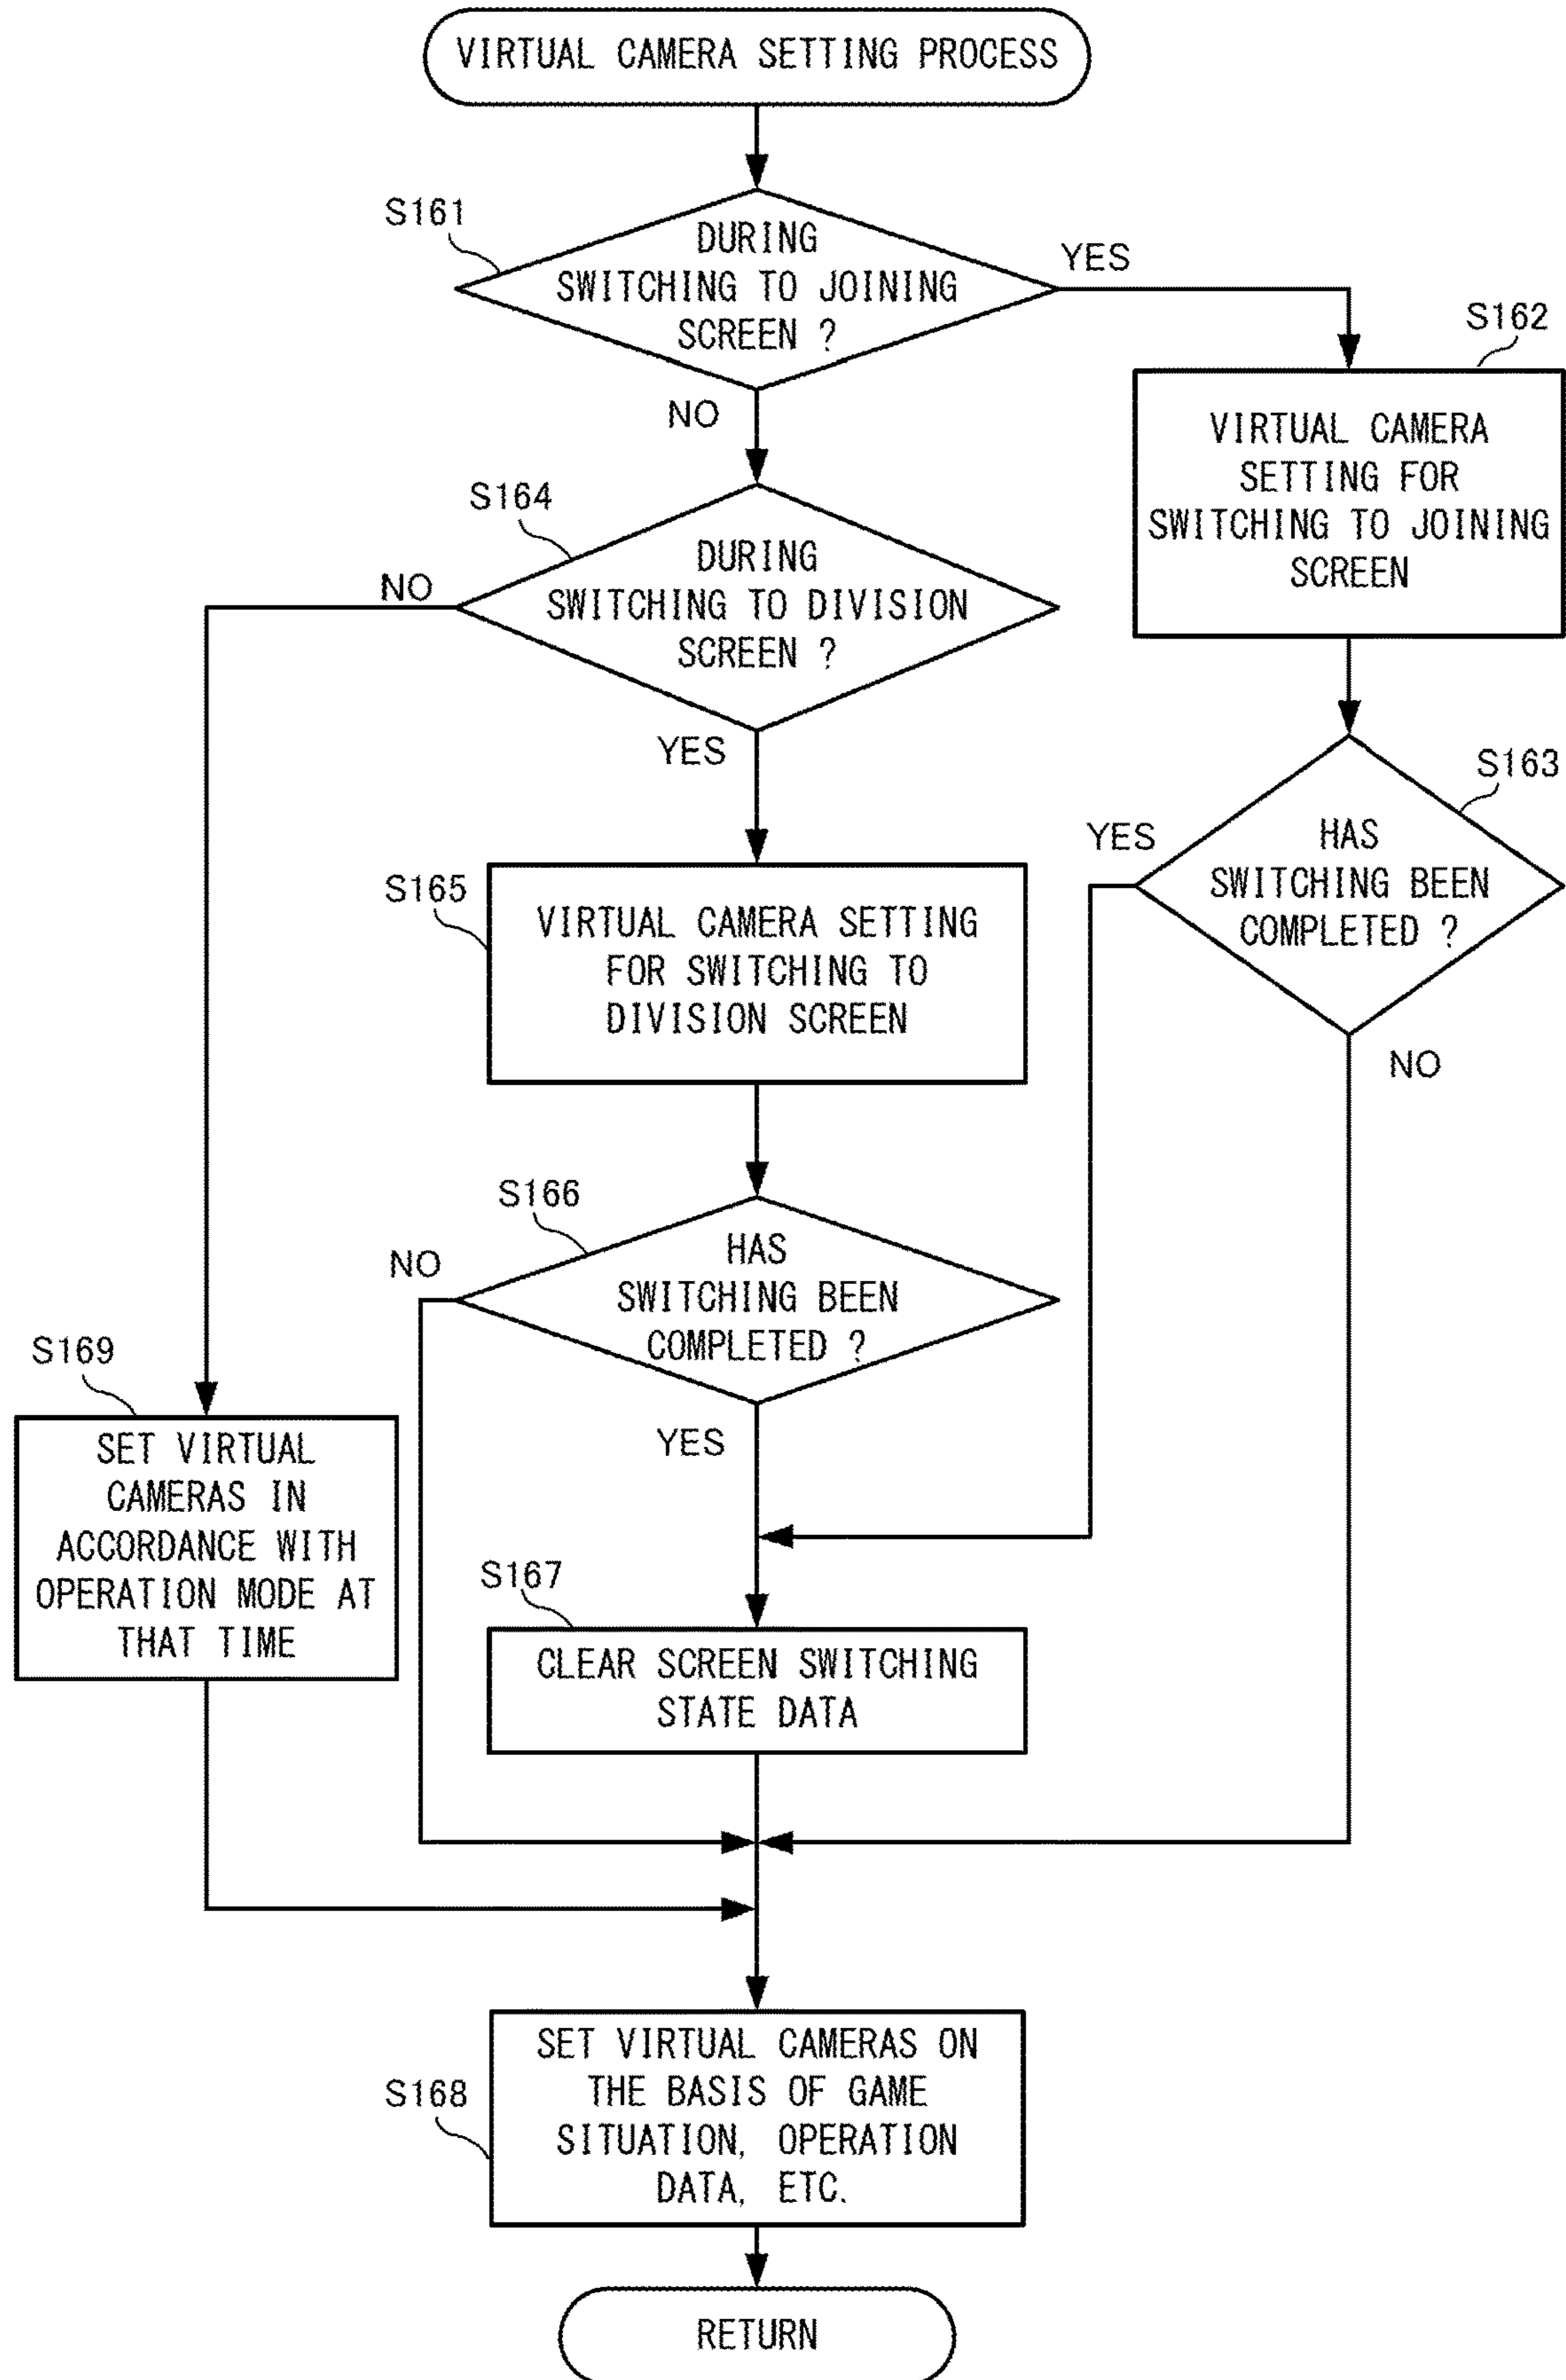 VIRTUAL CAMERA SETTING PROCESS
S161
DURING
SWITCHING TO JOINING
SCREEN ?
YES
NO
S162
VIRTUAL CAMERA
SETTING FOR
SWITCHING TO JOINING
SCREEN
S164
DURING
SWITCHING TO DIVISION
SCREEN ?
NO
YES
S163
HAS
SWITCHING BEEN
COMPLETED ?
YES
NO
S165
VIRTUAL CAMERA SETTING
FOR SWITCHING TO
DIVISION SCREEN
S166
HAS
SWITCHING BEEN
COMPLETED ?
NO
YES
S169
SET VIRTUAL
CAMERAS IN
ACCORDANCE WITH
OPERATION MODE AT
THAT TIME
S167
CLEAR SCREEN SWITCHING
STATE DATA
S168
SET VIRTUAL CAMERAS ON
THE BASIS OF GAME
SITUATION, OPERATION
DATA, ETC.
RETURN